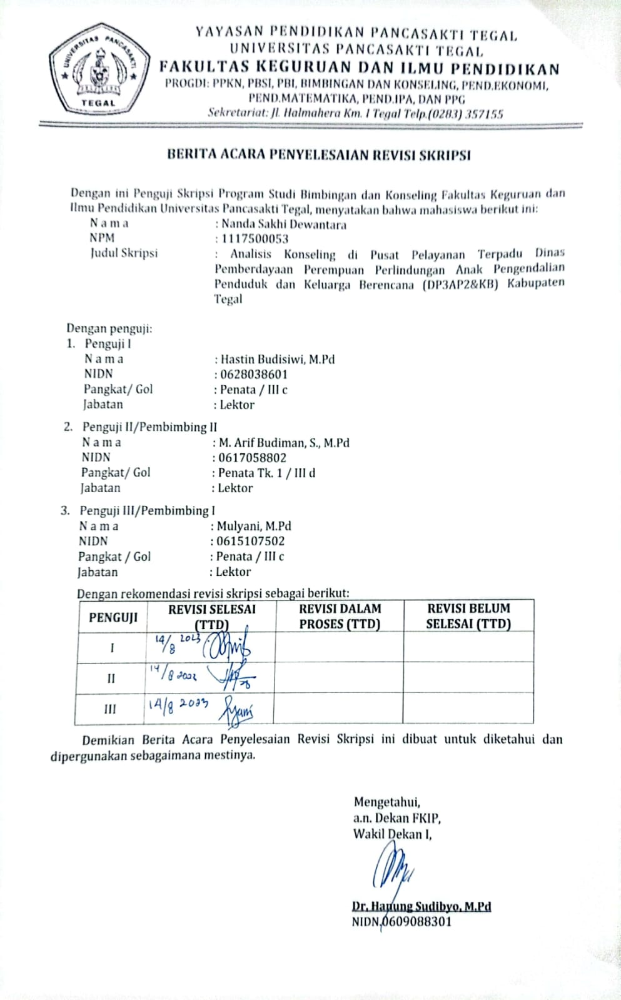 UNIVERSITAS PANCASAKTI
TEGAL
YAYASAN PENDIDIKAN PANCASAKTI TEGAL
UNIVERSITAS PANCASAKTI TEGAL
FAKULTAS KEGURUAN DAN ILMU PENDIDIKAN
PROGDI: PPKN, PBSI, PBI, BIMBINGAN DAN KONSELING, PEND.EKONOMI,
PEND.MATEMATIKA, PEND.IPA, DAN PPG
Sekretariat: Jl. Halmahera Km. 1 Tegal Telp.(0283) 357155
BERITA ACARA PENYELESAIAN REVISI SKRIPSI
Dengan ini Penguji Skripsi Program Studi Bimbingan dan Konseling Fakultas Keguruan dan
Ilmu Pendidikan Universitas Pancasakti Tegal, menyatakan bahwa mahasiswa berikut ini:
N a m a : Nanda Sakhi Dewantara
NPM : 1117500053
Judul Skripsi : Analisis Konseling di Pusat Pelayanan Terpadu Dinas
Pemberdayaan Perempuan Perlindungan Anak Pengendalian
Penduduk dan Keluarga Berencana (DP3AP2&KB) Kabupaten
Tegal
Dengan penguji:
1. Penguji I
N a m a : Hastin Budisiwi, M.Pd
NIDN : 0628038601
Pangkat/ Gol : Penata / III c
Jabatan : Lektor
2. Penguji II/Pembimbing II
N a m a : M. Arif Budiman, S., M.Pd
NIDN : 0617058802
Pangkat/ Gol : Penata Tk. 1 / III d
Jabatan : Lektor
3. Penguji III/Pembimbing I
N a m a : Mulyani, M.Pd
NIDN : 0615107502
Pangkat / Gol : Penata / III c
Jabatan : Lektor
Dengan rekomendasi revisi skripsi sebagai berikut:
PENGUJI REVISI SELESAI (TTD) REVISI DALAM PROSES (TTD) REVISI BELUM SELESAI (TTD)
I 14/8 2023
II 14/8
III 14/8 2023
Demikian Berita Acara Penyelesaian Revisi Skripsi ini dibuat untuk diketahui dan
dipergunakan sebagaimana mestinya.
Mengetahui,
a.n. Dekan FKIP,
Wakil Dekan I,
Dr. Hanung Sudibyo, M.Pd
NIDN.0609088301